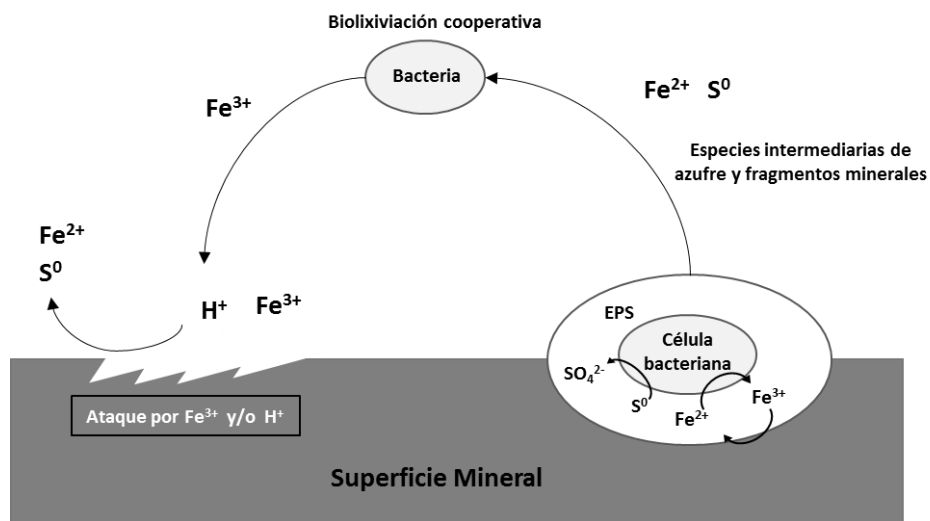 Biolixiviación cooperativa
Bacteria
Fe²⁺ S⁰
Fe³⁺
Especies intermediarias de
azufre y fragmentos minerales
Fe²⁺
S⁰
H⁺ Fe³⁺
EPS
Célula
bacteriana
SO₄²⁻
S⁰
Fe²⁺
Fe³⁺
Ataque por Fe³⁺ y/o H⁺
Superficie Mineral